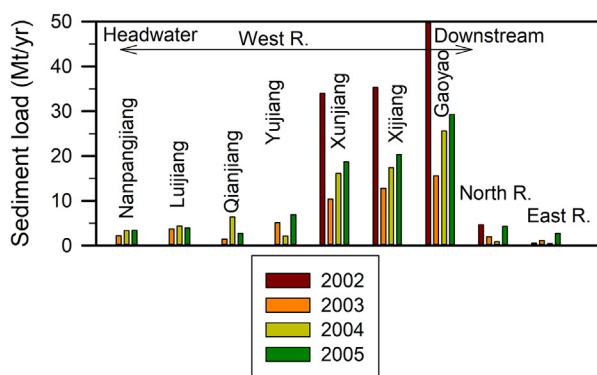 Headwater
Downstream
West R.
Sediment load (Mt/yr)
50
40
30
20
10
0
Nanpangjiang
Luijiang
Qianjiang
Yujiang
Xunjiang
Xijiang
Gaoyao
North R.
East R.
2002
2003
2004
2005